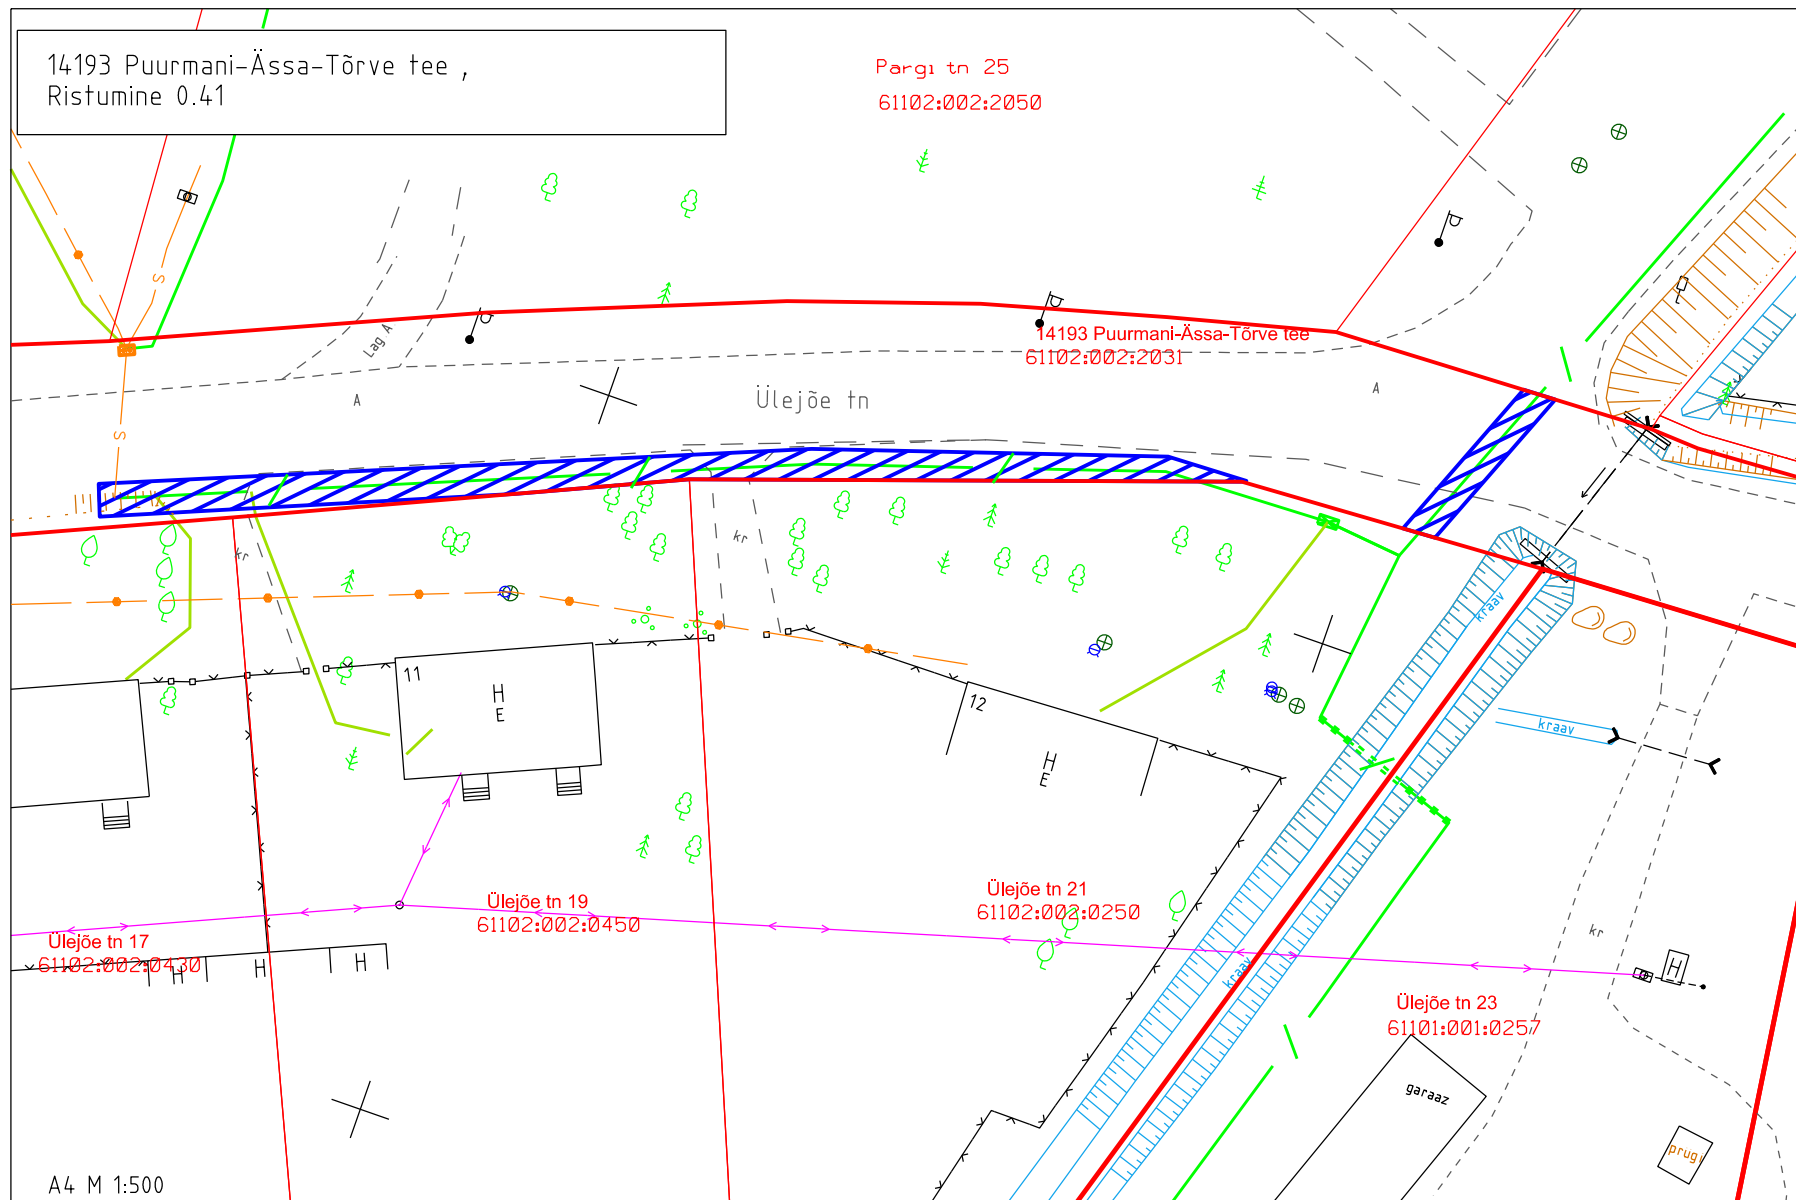 14193 Puurmani-Ässa-Tõrve tee ,
Ristumine 0.41
Pargi tn 25
61102:002:2050
S
Lag A
14193 Puurmani-Ässa-Tõrve tee
61102:002:2031
A
Ülejõe tn
A
S
kr
kr
kraav
11
H
E
12
H
E
kraav
Ülejõe tn 19
61102:002:0450
Ülejõe tn 21
61102:002:0250
Ülejõe tn 17
61102:002:0430
H
H
H
kr
H
kraav
Ülejõe tn 23
61101:001:0257
garaaz
prugi
A4 M 1:500